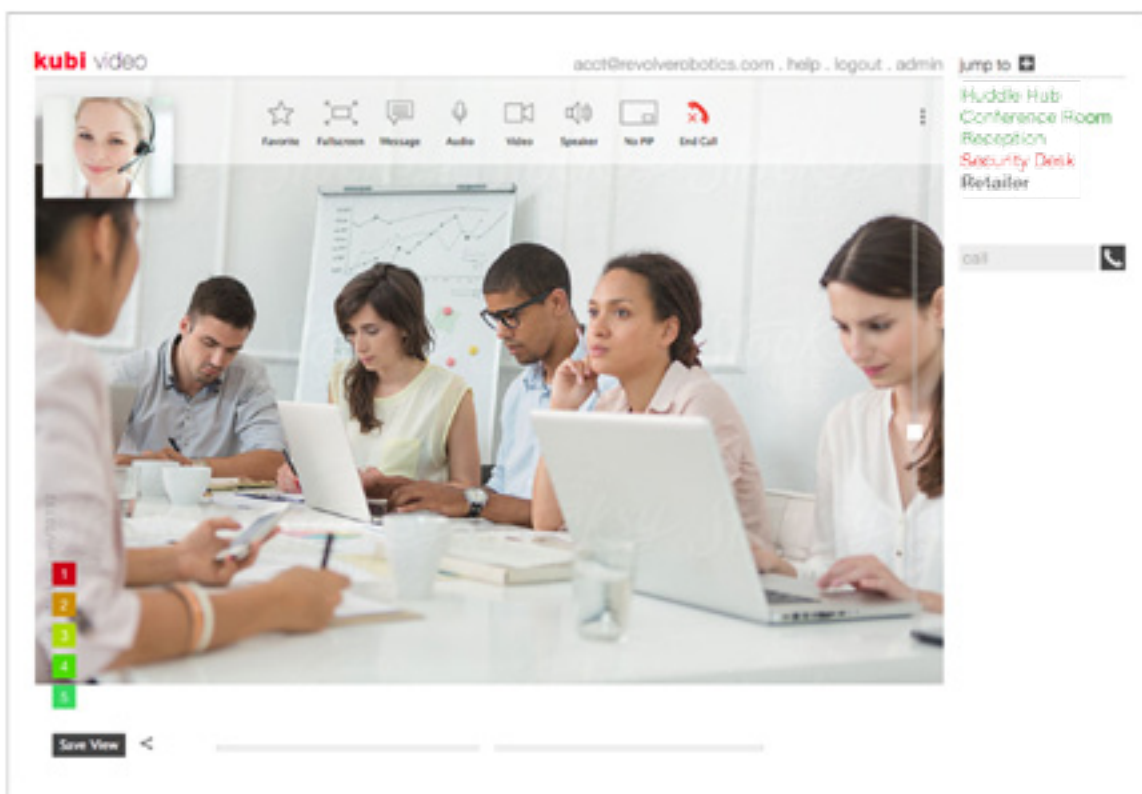 kubi video
acct@revolverobotics.com . help . logout . admin
jump to
Huddle Hub
Conference Room
Reception
Security Desk
Retailer
call
Favorite
Fullscreen
Message
Audio
Video
Speaker
No PIP
End Call
1
2
3
4
5
Save View